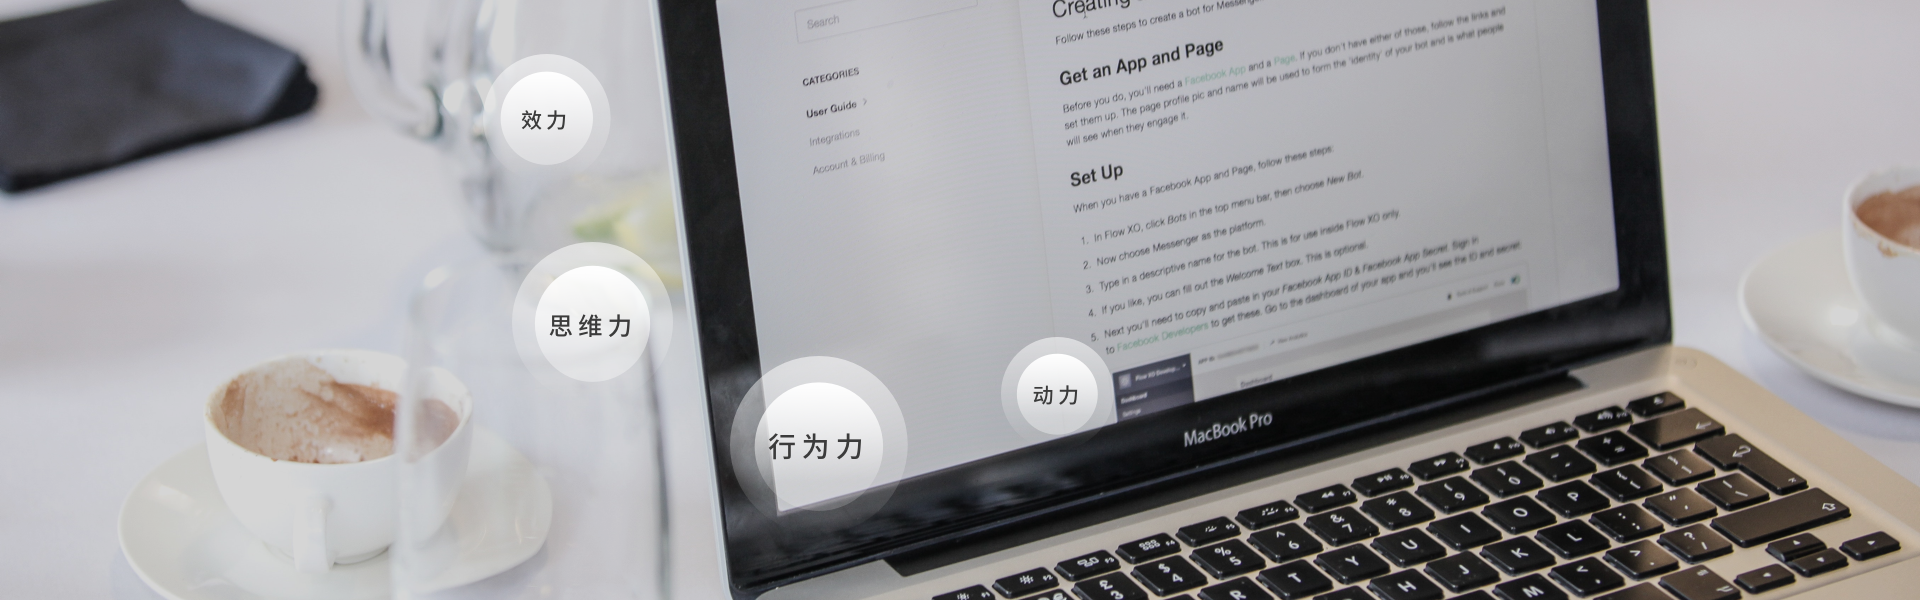 效力
思维力
行为力
动力
Search
CATEGORIES
User Guide
Integrations
Account & Billing
Creating
Follow these steps to create a bot for Messenger
Get an App and Page
Before you do, you'll need a Facebook App and a Page. If you don't have either of those, follow the links and
set them up. The page profile pic and name will be used to form the 'identity' of your bot and is what people
will see when they engage it.
Set Up
When you have a Facebook App and Page, follow these steps:
1. In Flow XO, click Bots in the top menu bar, then choose New Bot.
2. Now choose Messenger as the platform.
3. Type in a descriptive name for the bot. This is for use inside Flow XO only.
4. If you like, you can fill out the Welcome Text box. This is optional.
5. Next you'll need to copy and paste in your Facebook App ID & Facebook App Secret. Sign in
to Facebook Developers to get these. Go to the dashboard of your app and you'll see the ID and secret
Dashboard
Settings
Dashboard
MacBook Pro